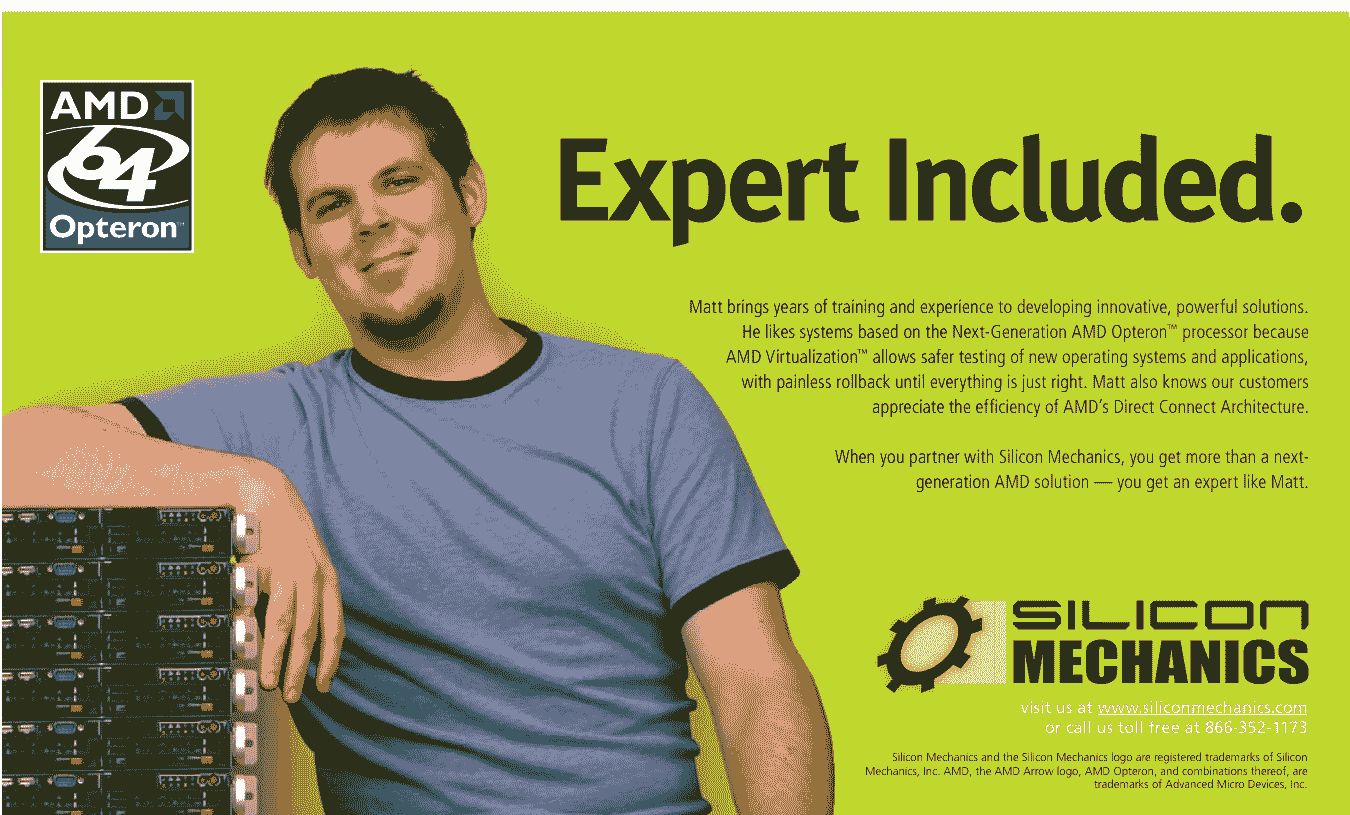 AMD
64
Opteron™
Expert Included.
Matt brings years of training and experience to developing innovative, powerful solutions.
He likes systems based on the Next-Generation AMD Opteron™ processor because
AMD Virtualization™ allows safer testing of new operating systems and applications,
with painless rollback until everything is just right. Matt also knows our customers
appreciate the efficiency of AMD's Direct Connect Architecture.
When you partner with Silicon Mechanics, you get more than a next-
generation AMD solution — you get an expert like Matt.
SILICON
MECHANICS
visit us at www.siliconmechanics.com
or call us toll free at 866-352-1173
Silicon Mechanics and the Silicon Mechanics logo are registered trademarks of Silicon
Mechanics, Inc. AMD, the AMD Arrow logo, AMD Opteron, and combinations thereof, are
trademarks of Advanced Micro Devices, Inc.